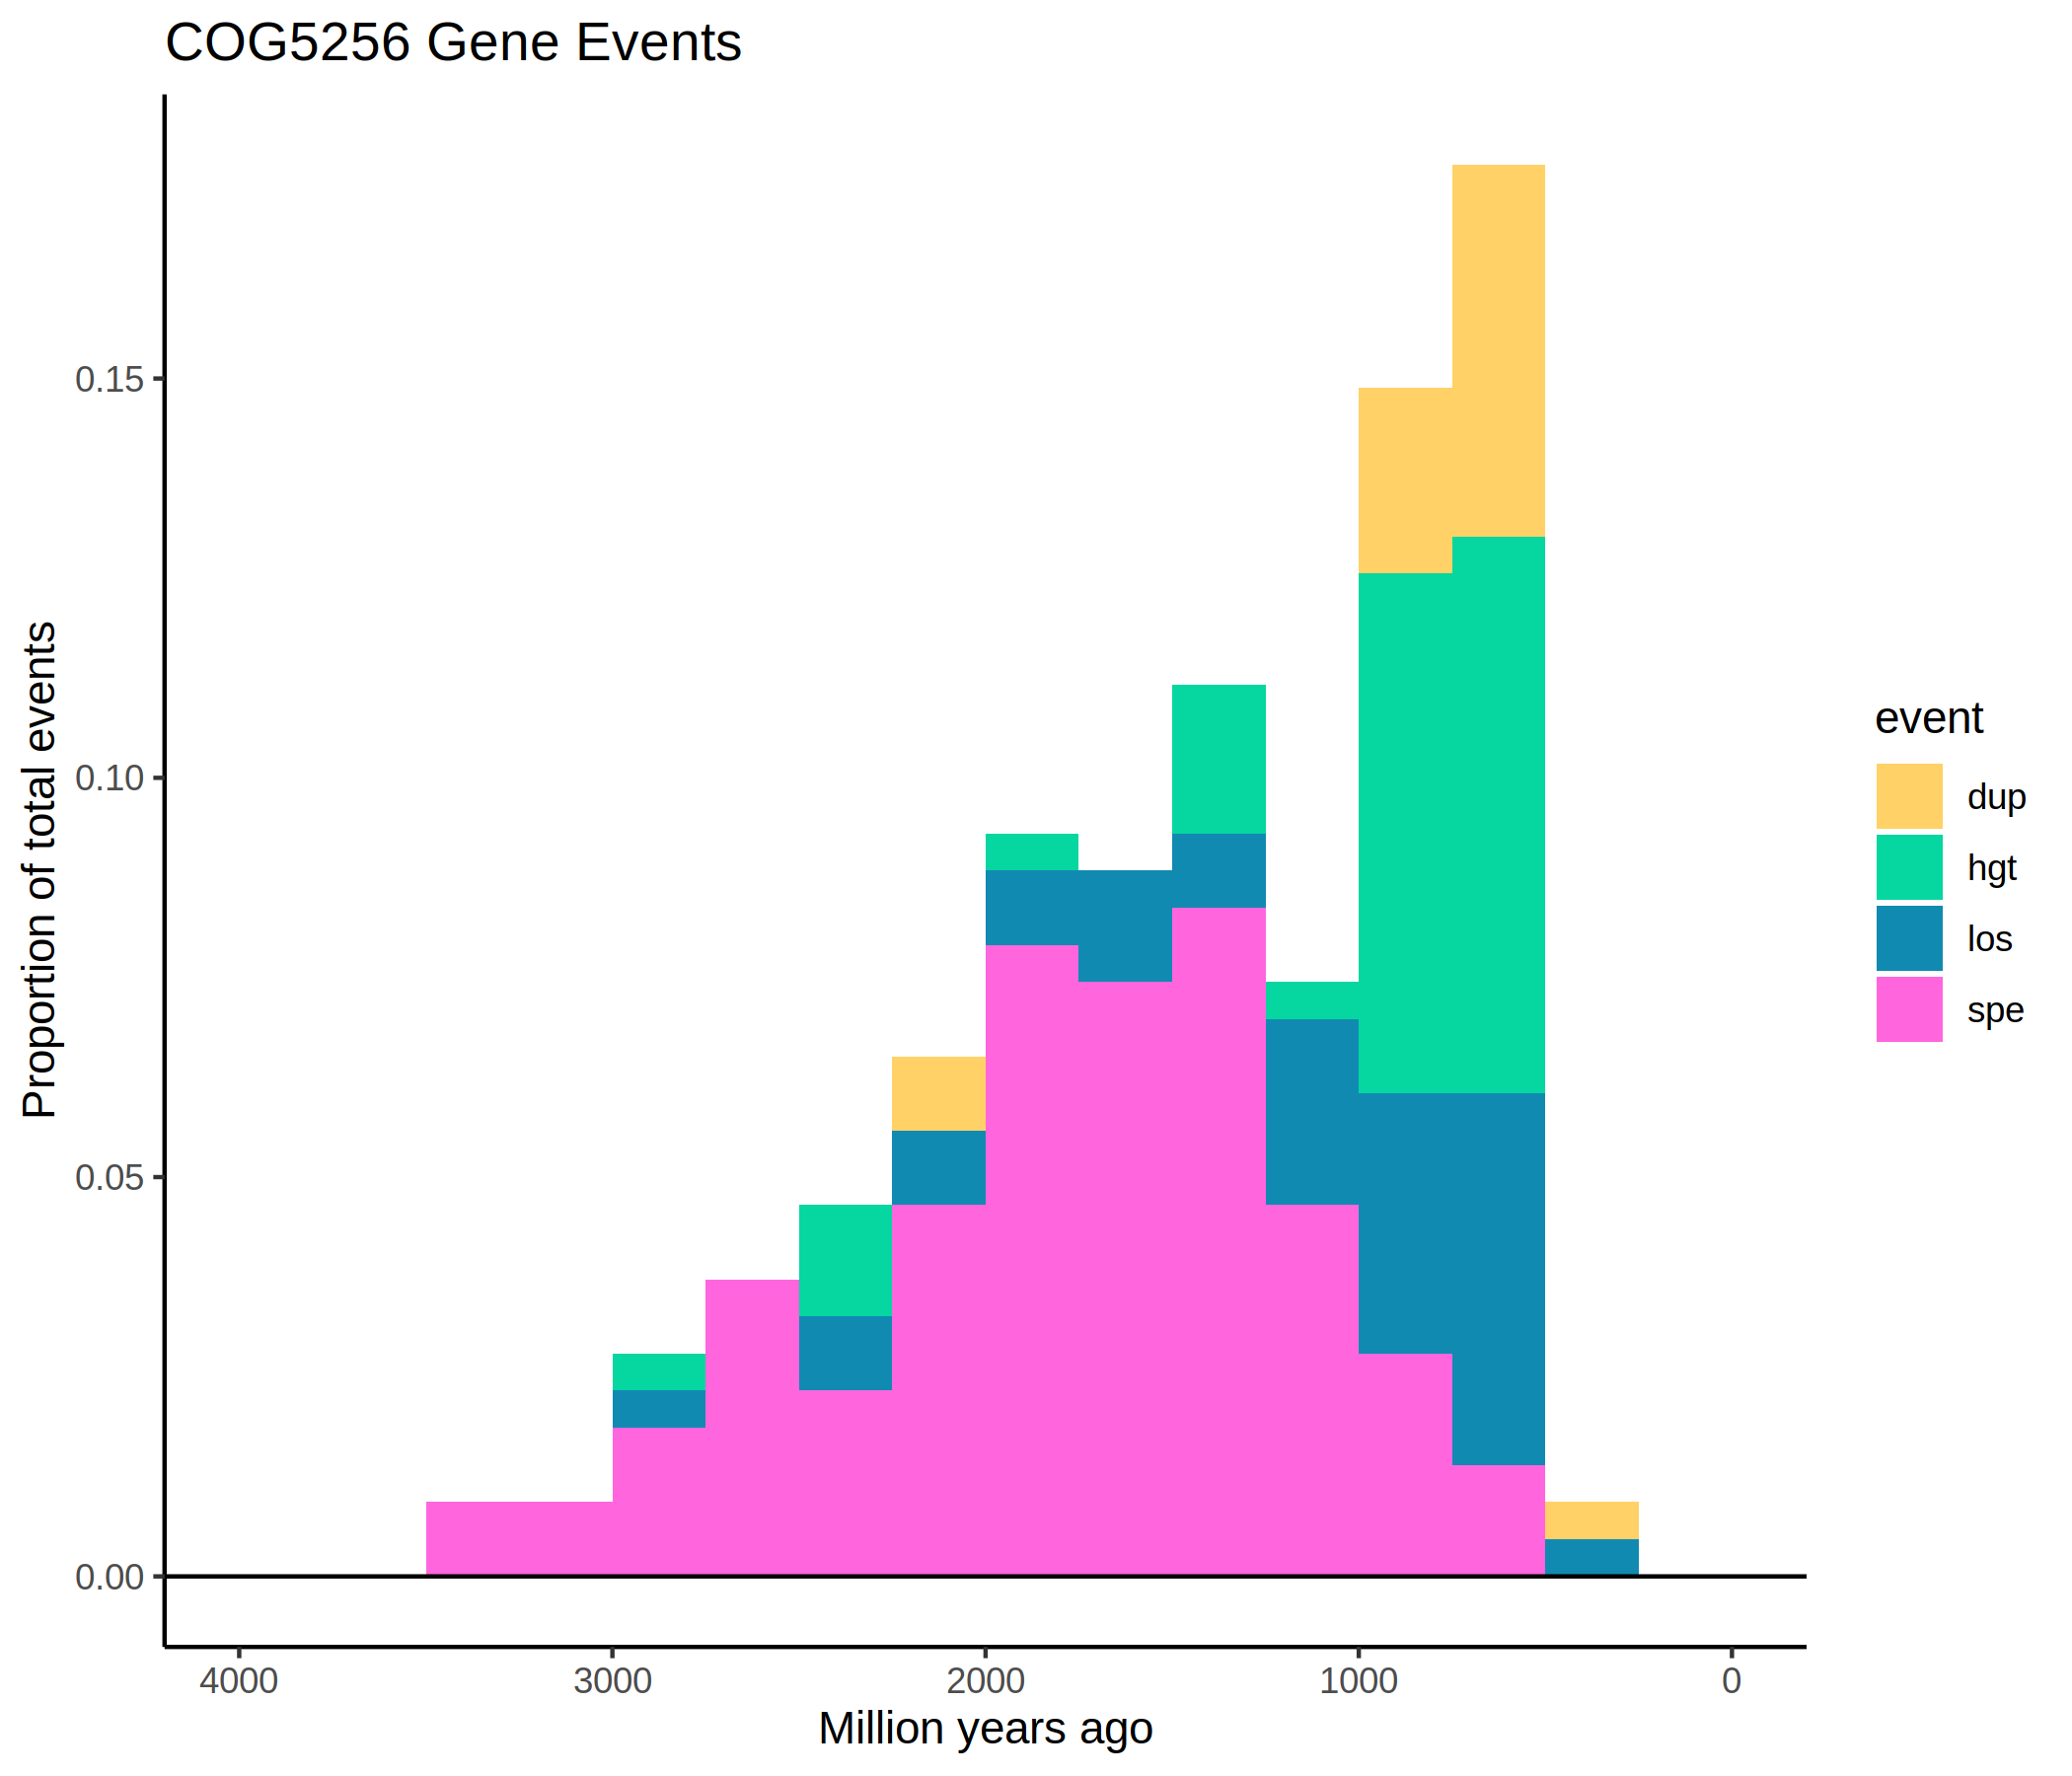 COG5256 Gene Events
Proportion of total events
0.15
0.10
0.05
0.00
4000 3000 2000 1000 0
Million years ago
event
dup
hgt
los
spe